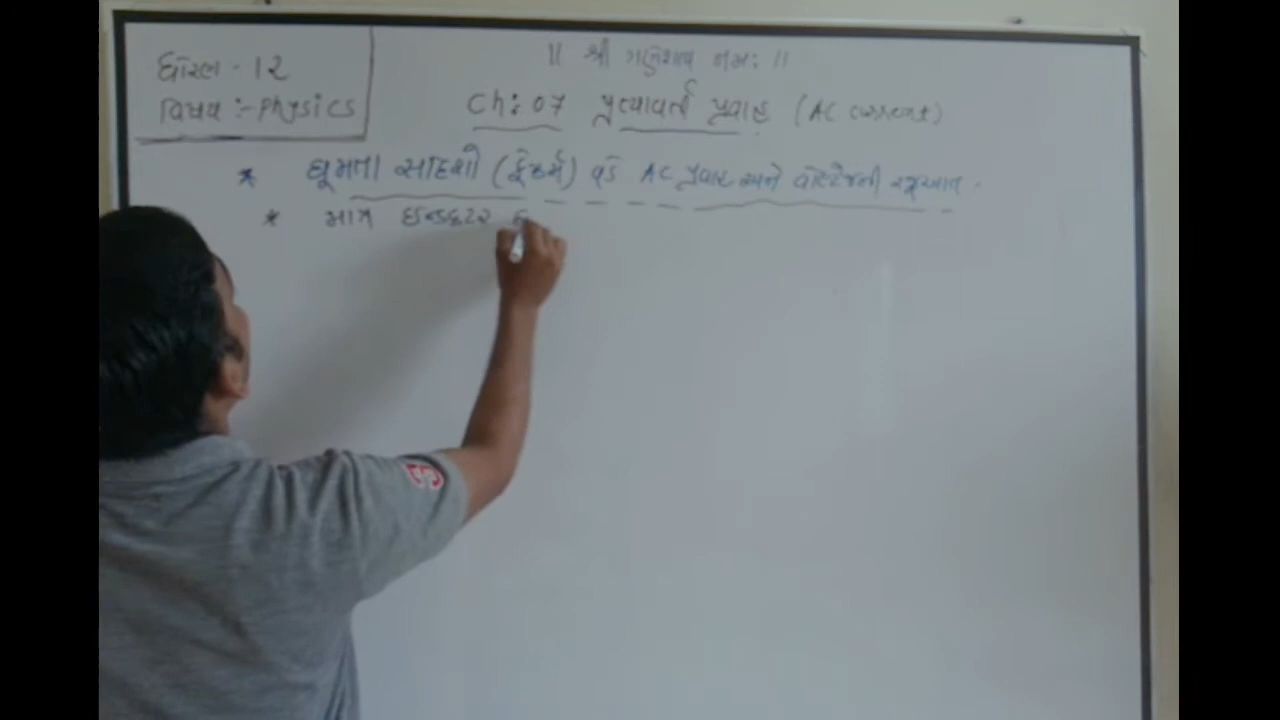 ધોરણ - 12
વિષય :- Physics
॥ શ્રી ગણેશાય નમઃ ॥
Ch: 07 પ્રત્યાવર્તી પ્રવાહ (AC current)
* ઘૂમતા સદિશો (ફેઝર્સ) વડે AC પ્રવાહ અને વોલ્ટેજની રજૂઆત.
* માત્ર ઇન્ડક્ટર